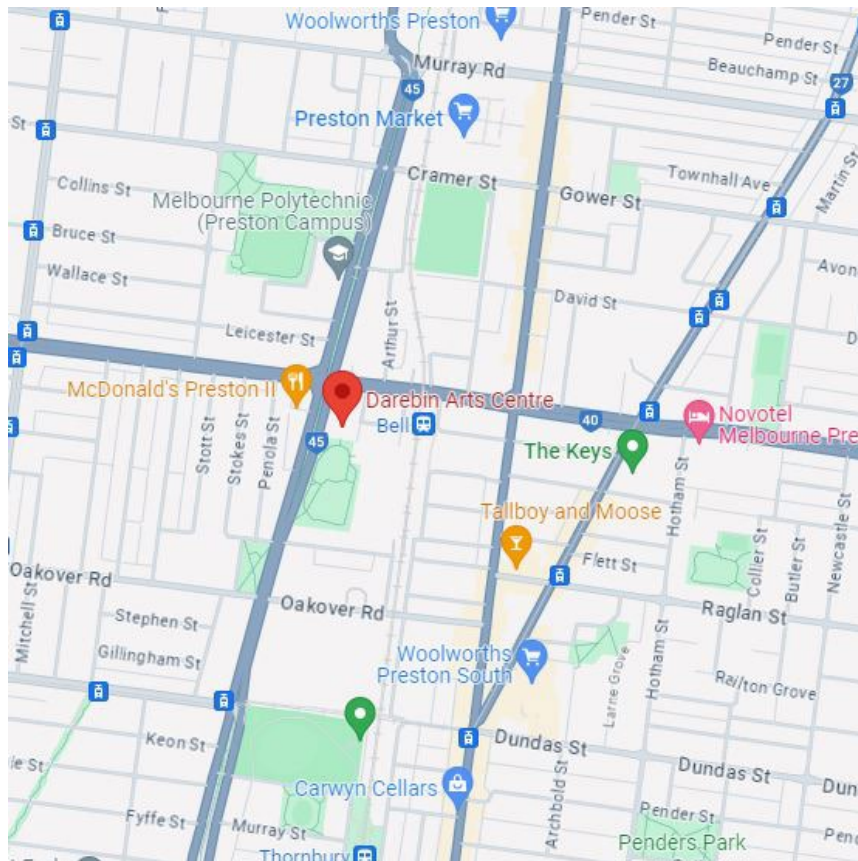 Woolworths Preston
Pender St
Pender St
Murray Rd
Beauchamp St
45
27
Preston Market
St
Cramer St
Townhall Ave
Martin St
Collins St
Melbourne Polytechnic
(Preston Campus)
Gower St
Bruce St
Avon
Wallace St
David St
Arthur St
Leicester St
D
McDonald's Preston II
Darebin Arts Centre
Bell
40
Novotel
Melbourne Pre
45
The Keys
Stott St
Stokes St
Penola St
Hotham St
Tallboy and Moose
Newcastle St
Collier St
Butler St
Flett St
Oakover Rd
Oakover Rd
Raglan St
Mitchell St
Stephen St
Gillingham St
Woolworths
Preston South
Larne Grove
Hotham St
Railton Grove
Keon St
Dundas St
Dundas St
Dun
ie St
Carwyn Cellars
Archbold St
Fyffe St
Murray St
Pender St
Penders Park
Pend
Thornbury